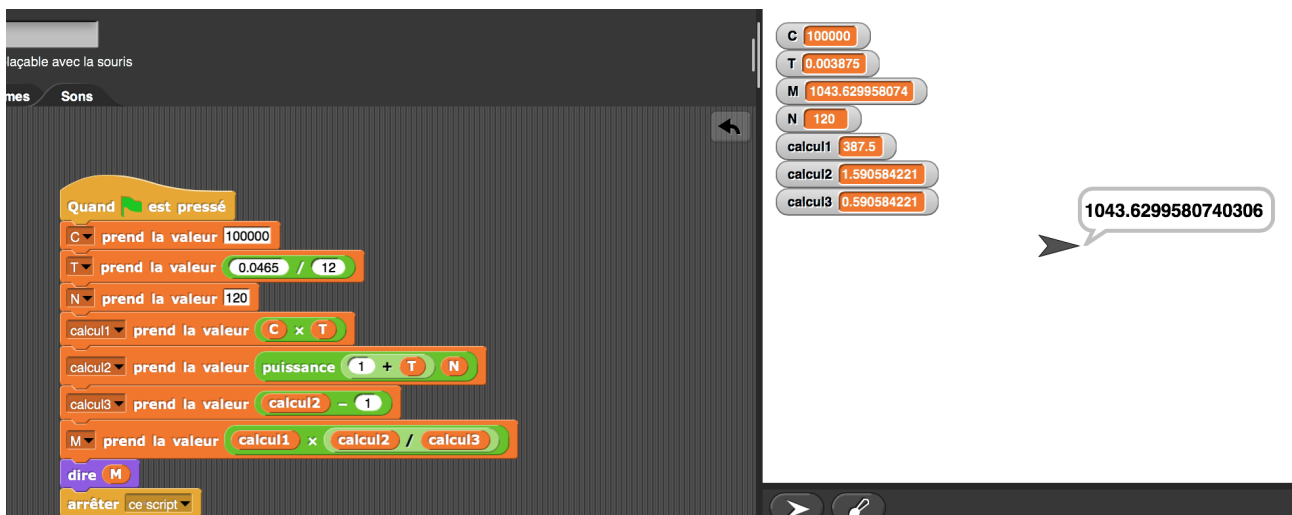 laçable avec la souris
mes Sons
Quand est pressé
C prend la valeur 100000
T prend la valeur 0.0465 / 12
N prend la valeur 120
calcul1 prend la valeur C × T
calcul2 prend la valeur puissance 1 + T N
calcul3 prend la valeur calcul2 - 1
M prend la valeur calcul1 × calcul2 / calcul3
dire M
arrêter ce script
C 100000
T 0.003875
M 1043.629958074
N 120
calcul1 387.5
calcul2 1.590584221
calcul3 0.590584221
1043.6299580740306